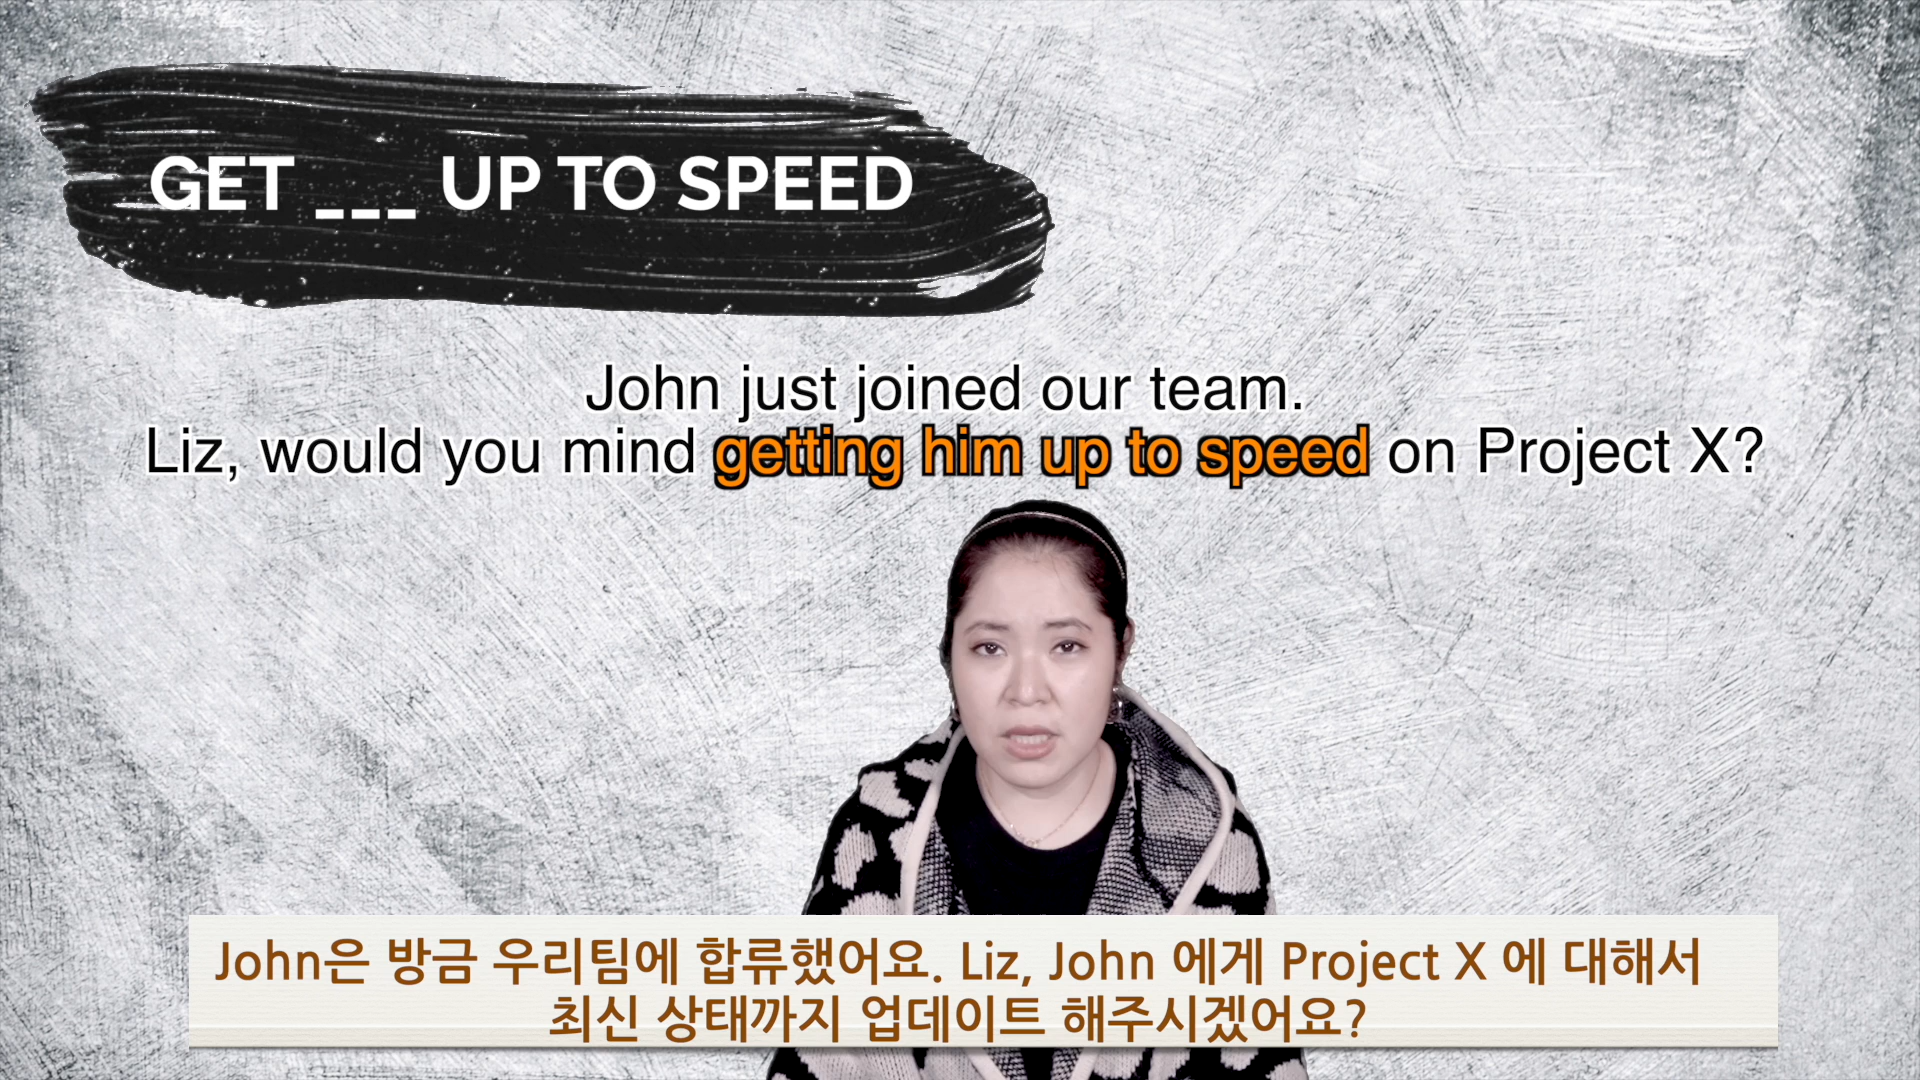 GET ___ UP TO SPEED
John just joined our team.
Liz, would you mind getting him up to speed on Project X?
John은 방금 우리팀에 합류했어요. Liz, John 에게 Project X 에 대해서
최신 상태까지 업데이트 해주시겠어요?